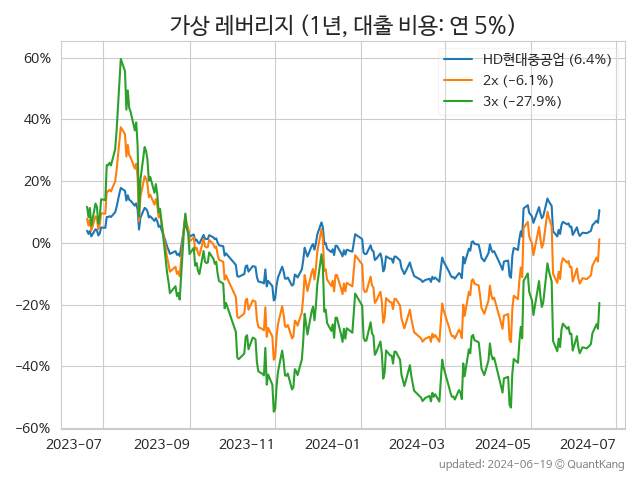 가상 레버리지 (1년, 대출 비용: 연 5%)
HD현대중공업 (6.4%)
2x (−6.1%)
3x (−27.9%)
60%
40%
20%
0%
−20%
−40%
−60%
2023-07 2023-09 2023-11 2024-01 2024-03 2024-05 2024-07
updated: 2024-06-19 © QuantKang